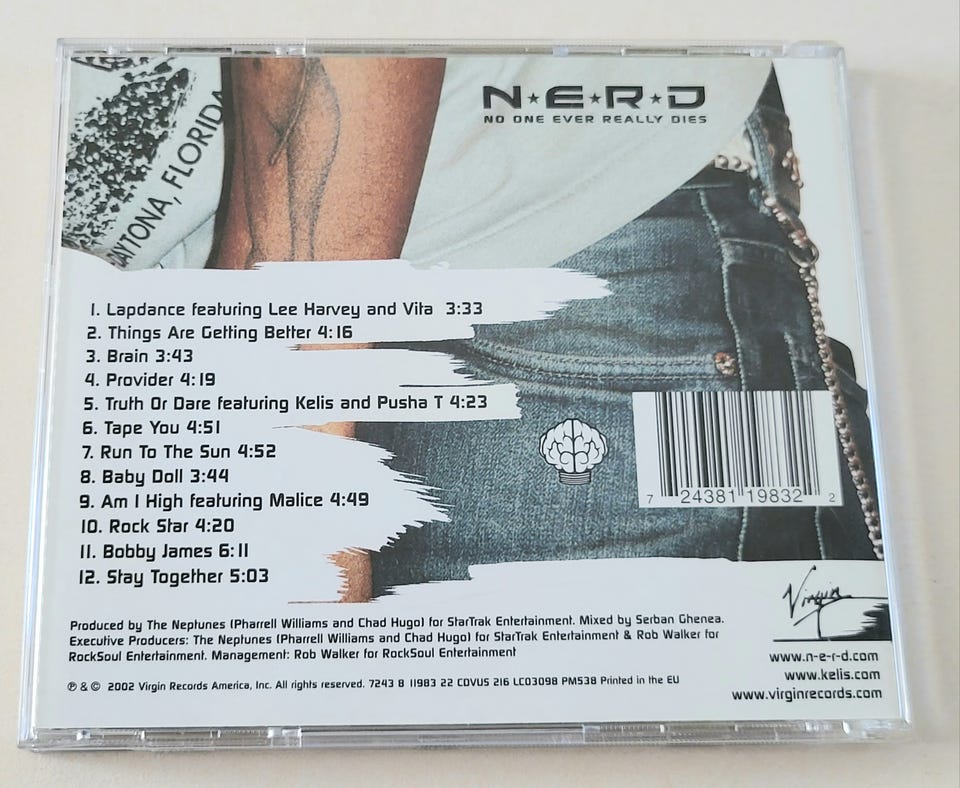 DAYTONA, FLORIDA
N★E★R★D
NO ONE EVER REALLY DIES
1. Lapdance featuring Lee Harvey and Vita 3:33
2. Things Are Getting Better 4:16
3. Brain 3:43
4. Provider 4:19
5. Truth Or Dare featuring Kelis and Pusha T 4:23
6. Tape You 4:51
7. Run To The Sun 4:52
8. Baby Doll 3:44
9. Am I High featuring Malice 4:49
10. Rock Star 4:20
11. Bobby James 6:11
12. Stay Together 5:03
7 24381 19832 2
Virgin
Produced by The Neptunes (Pharrell Williams and Chad Hugo) for StarTrak Entertainment. Mixed by Serban Ghenea.
Executive Producers: The Neptunes (Pharrell Williams and Chad Hugo) for StarTrak Entertainment & Rob Walker for
RockSoul Entertainment. Management: Rob Walker for RockSoul Entertainment
℗ & © 2002 Virgin Records America, Inc. All rights reserved. 7243 8 11983 22 CDVUS 216 LC03098 PM538 Printed in the EU
www.n-e-r-d.com
www.kelis.com
www.virginrecords.com